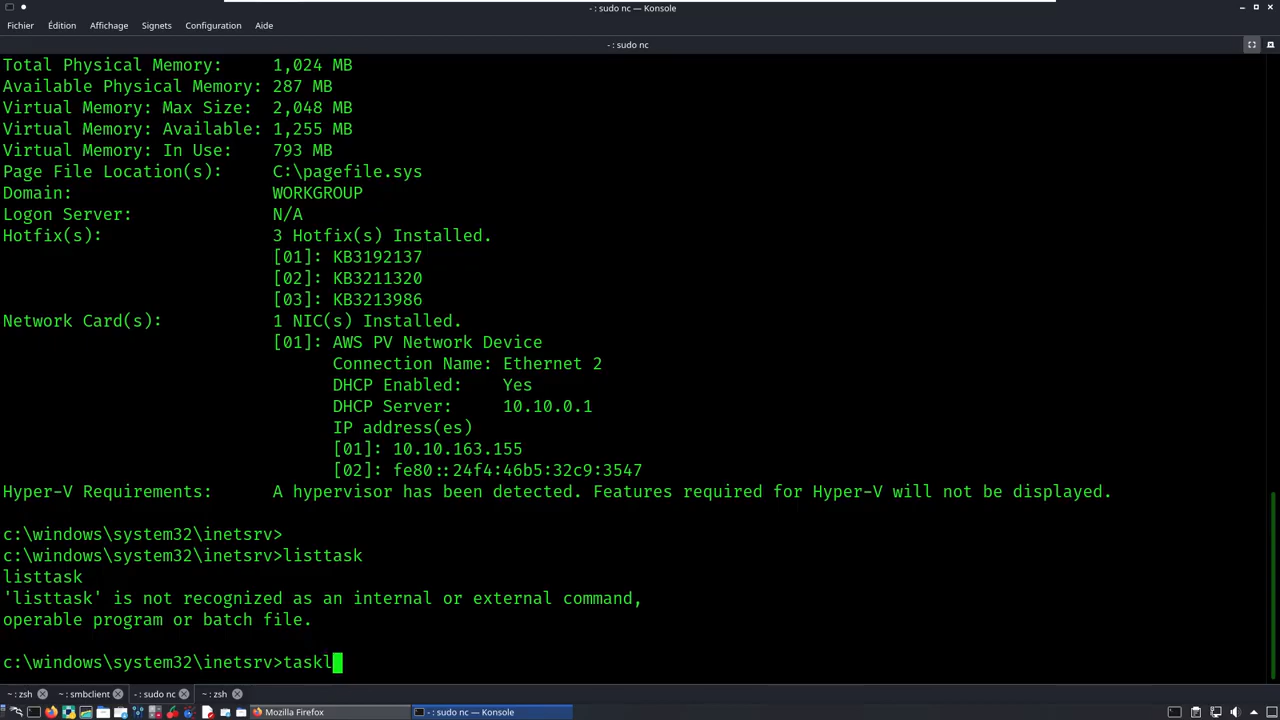 - : sudo nc — Konsole
Fichier Édition Affichage Signets Configuration Aide
- : sudo nc
Total Physical Memory:     1,024 MB
Available Physical Memory: 287 MB
Virtual Memory: Max Size:  2,048 MB
Virtual Memory: Available: 1,255 MB
Virtual Memory: In Use:    793 MB
Page File Location(s):     C:\pagefile.sys
Domain:                    WORKGROUP
Logon Server:              N/A
Hotfix(s):                 3 Hotfix(s) Installed.
                           [01]: KB3192137
                           [02]: KB3211320
                           [03]: KB3213986
Network Card(s):           1 NIC(s) Installed.
                           [01]: AWS PV Network Device
                                 Connection Name: Ethernet 2
                                 DHCP Enabled:    Yes
                                 DHCP Server:     10.10.0.1
                                 IP address(es)
                                 [01]: 10.10.163.155
                                 [02]: fe80::24f4:46b5:32c9:3547
Hyper-V Requirements:      A hypervisor has been detected. Features required for Hyper-V will not be displayed.
c:\windows\system32\inetsrv>
c:\windows\system32\inetsrv>listtask
listtask
'listtask' is not recognized as an internal or external command,
operable program or batch file.
c:\windows\system32\inetsrv>taskl
~ : zsh ~ : smbclient - : sudo nc ~ : zsh
Mozilla Firefox - : sudo nc — Konsole